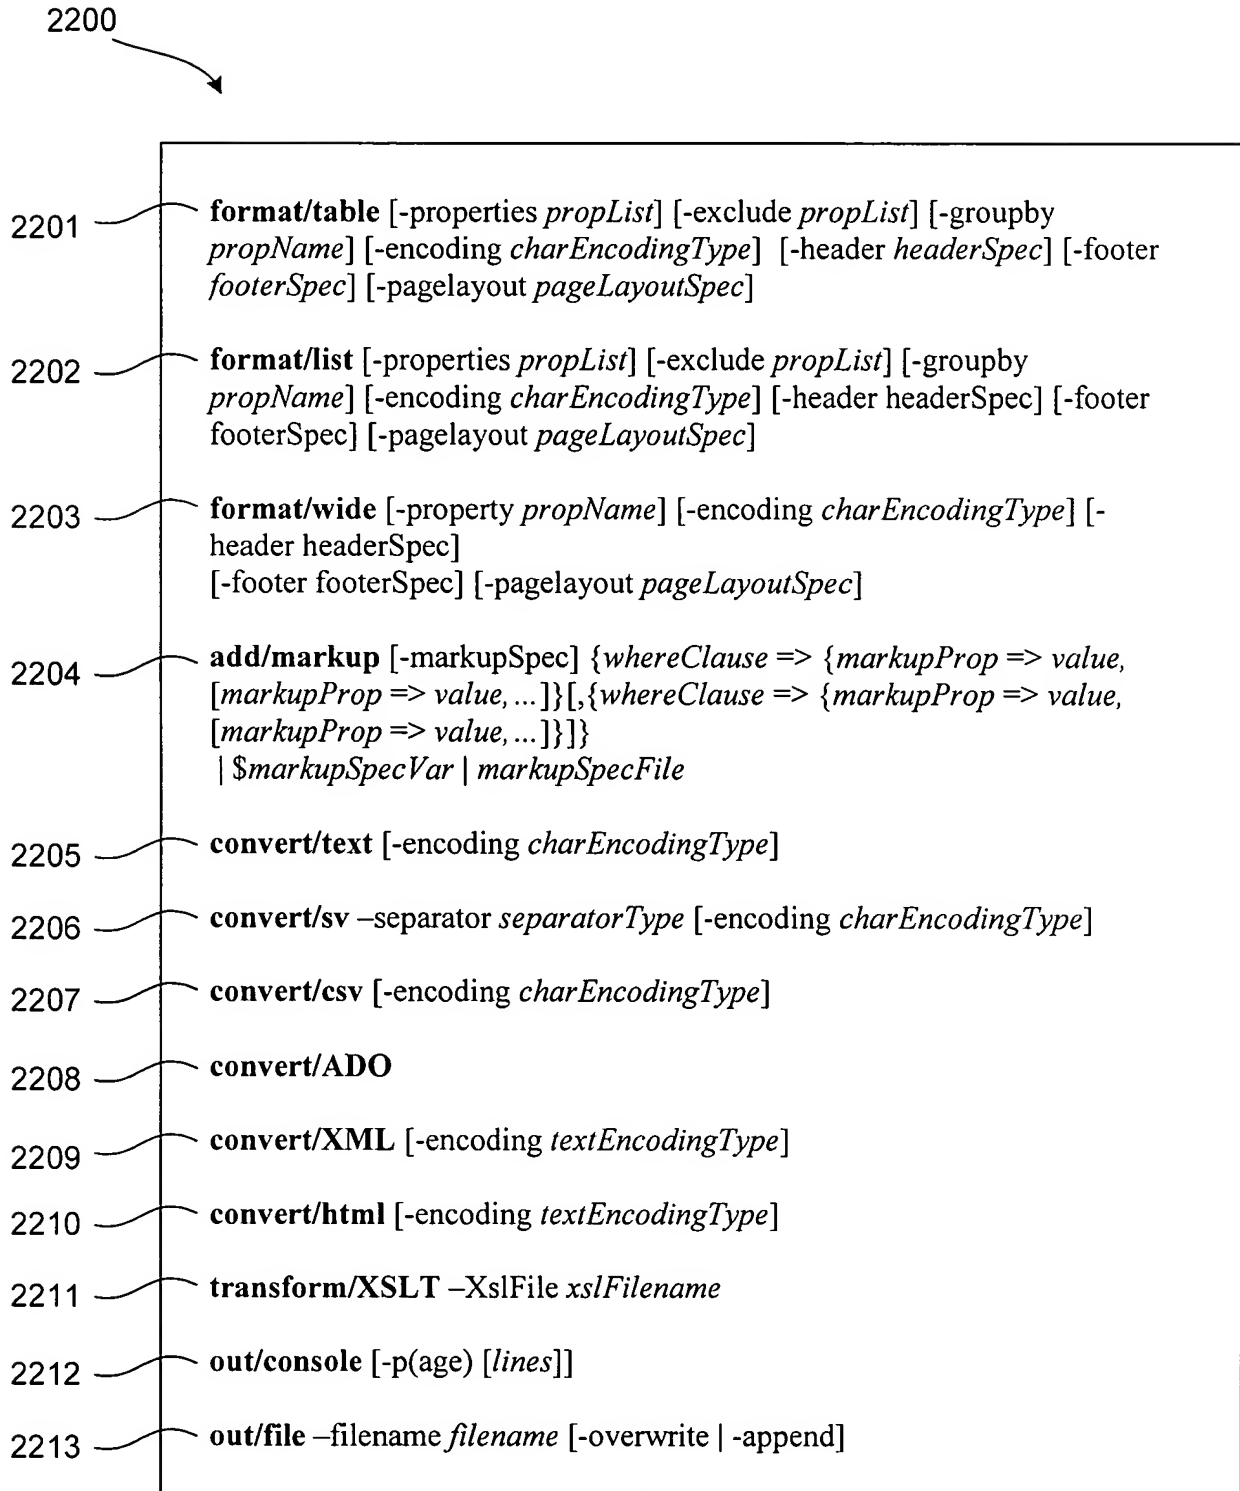 2200
2201 format/table [-properties propList] [-exclude propList] [-groupby
propName] [-encoding charEncodingType] [-header headerSpec] [-footer
footerSpec] [-pagelayout pageLayoutSpec]
2202 format/list [-properties propList] [-exclude propList] [-groupby
propName] [-encoding charEncodingType] [-header headerSpec] [-footer
footerSpec] [-pagelayout pageLayoutSpec]
2203 format/wide [-property propName] [-encoding charEncodingType] [-
header headerSpec]
[-footer footerSpec] [-pagelayout pageLayoutSpec]
2204 add/markup [-markupSpec] {whereClause => {markupProp => value,
[markupProp => value, ...]}[,{whereClause => {markupProp => value,
[markupProp => value, ...]}]}
| $markupSpecVar | markupSpecFile
2205 convert/text [-encoding charEncodingType]
2206 convert/sv –separator separatorType [-encoding charEncodingType]
2207 convert/csv [-encoding charEncodingType]
2208 convert/ADO
2209 convert/XML [-encoding textEncodingType]
2210 convert/html [-encoding textEncodingType]
2211 transform/XSLT –XslFile xslFilename
2212 out/console [-p(age) [lines]]
2213 out/file –filename filename [-overwrite | -append]